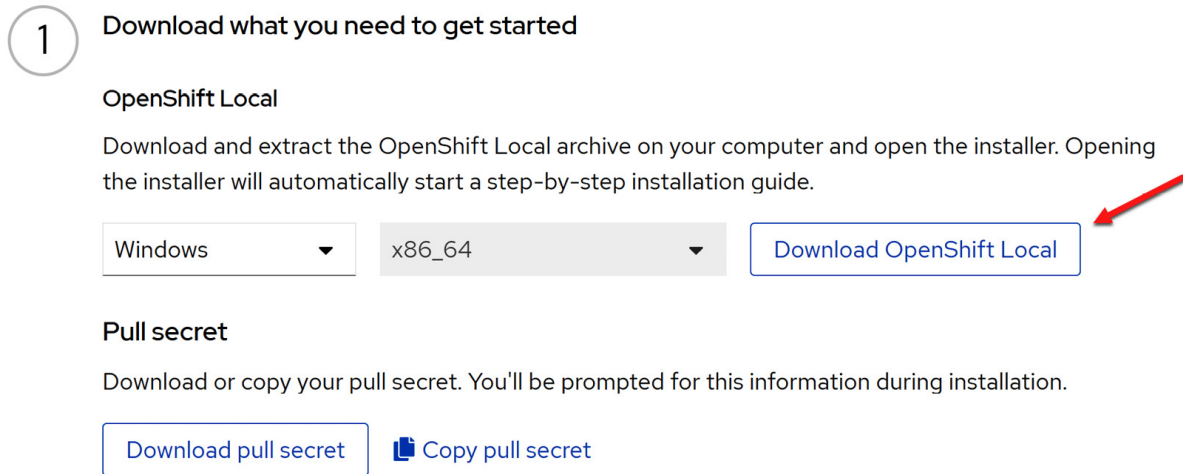 1
Download what you need to get started
OpenShift Local
Download and extract the OpenShift Local archive on your computer and open the installer. Opening
the installer will automatically start a step-by-step installation guide.
Windows x86_64 Download OpenShift Local
Pull secret
Download or copy your pull secret. You'll be prompted for this information during installation.
Download pull secret Copy pull secret